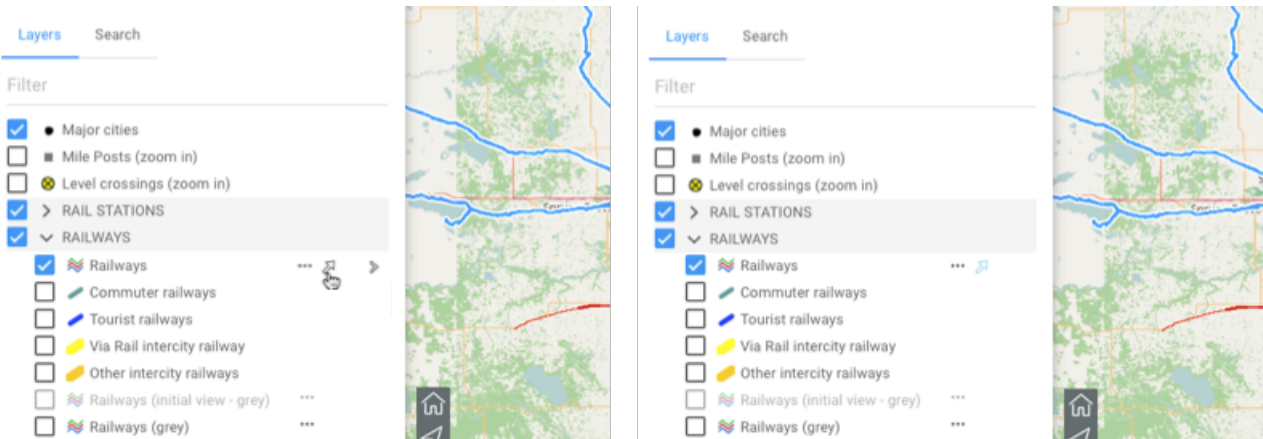 Layers Search
Filter
Major cities
Mile Posts (zoom in)
Level crossings (zoom in)
RAIL STATIONS
RAILWAYS
Railways
Commuter railways
Tourist railways
Via Rail intercity railway
Other intercity railways
Railways (initial view - grey)
Railways (grey)
Layers Search
Filter
Major cities
Mile Posts (zoom in)
Level crossings (zoom in)
RAIL STATIONS
RAILWAYS
Railways
Commuter railways
Tourist railways
Via Rail intercity railway
Other intercity railways
Railways (initial view - grey)
Railways (grey)